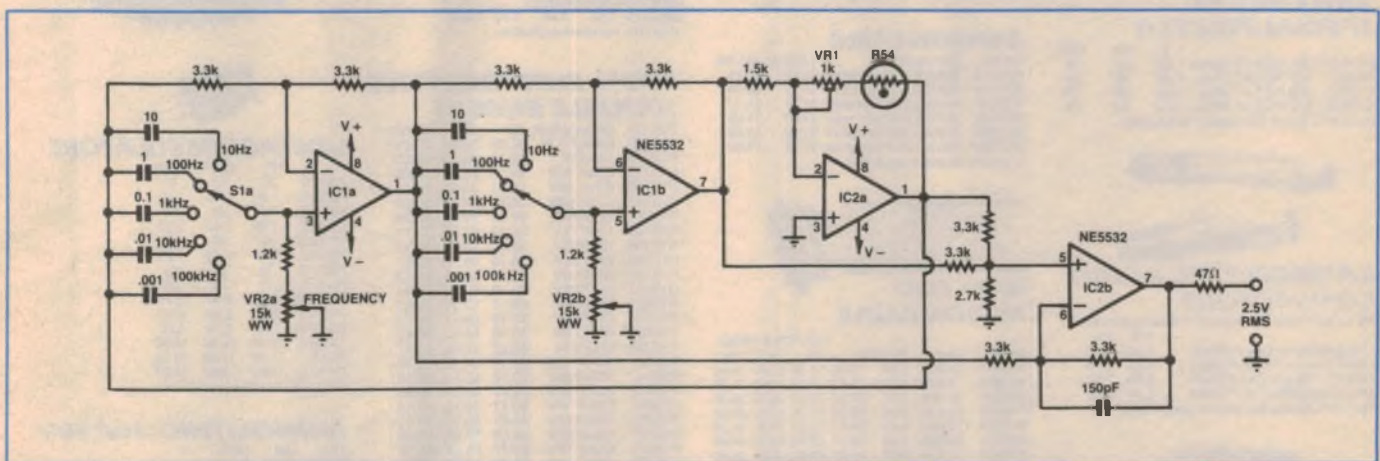 3.3k
3.3k
3.3k
3.3k
1.5k
VR1
1k
R54
10
10Hz
1
100Hz
S1a
0.1
1kHz
.01
10kHz
.001
100kHz
V+
8
2
IC1a
3
4
1
V−
1.2k
VR2a
15k
WW
FREQUENCY
10
10Hz
1
100Hz
0.1
1kHz
.01
10kHz
.001
100kHz
NE5532
6
IC1b
5
7
1.2k
VR2b
15k
WW
V+
8
2
IC2a
3
4
1
V−
3.3k
3.3k
2.7k
NE5532
5
IC2b
6
7
47Ω
2.5V
RMS
3.3k
3.3k
150pF